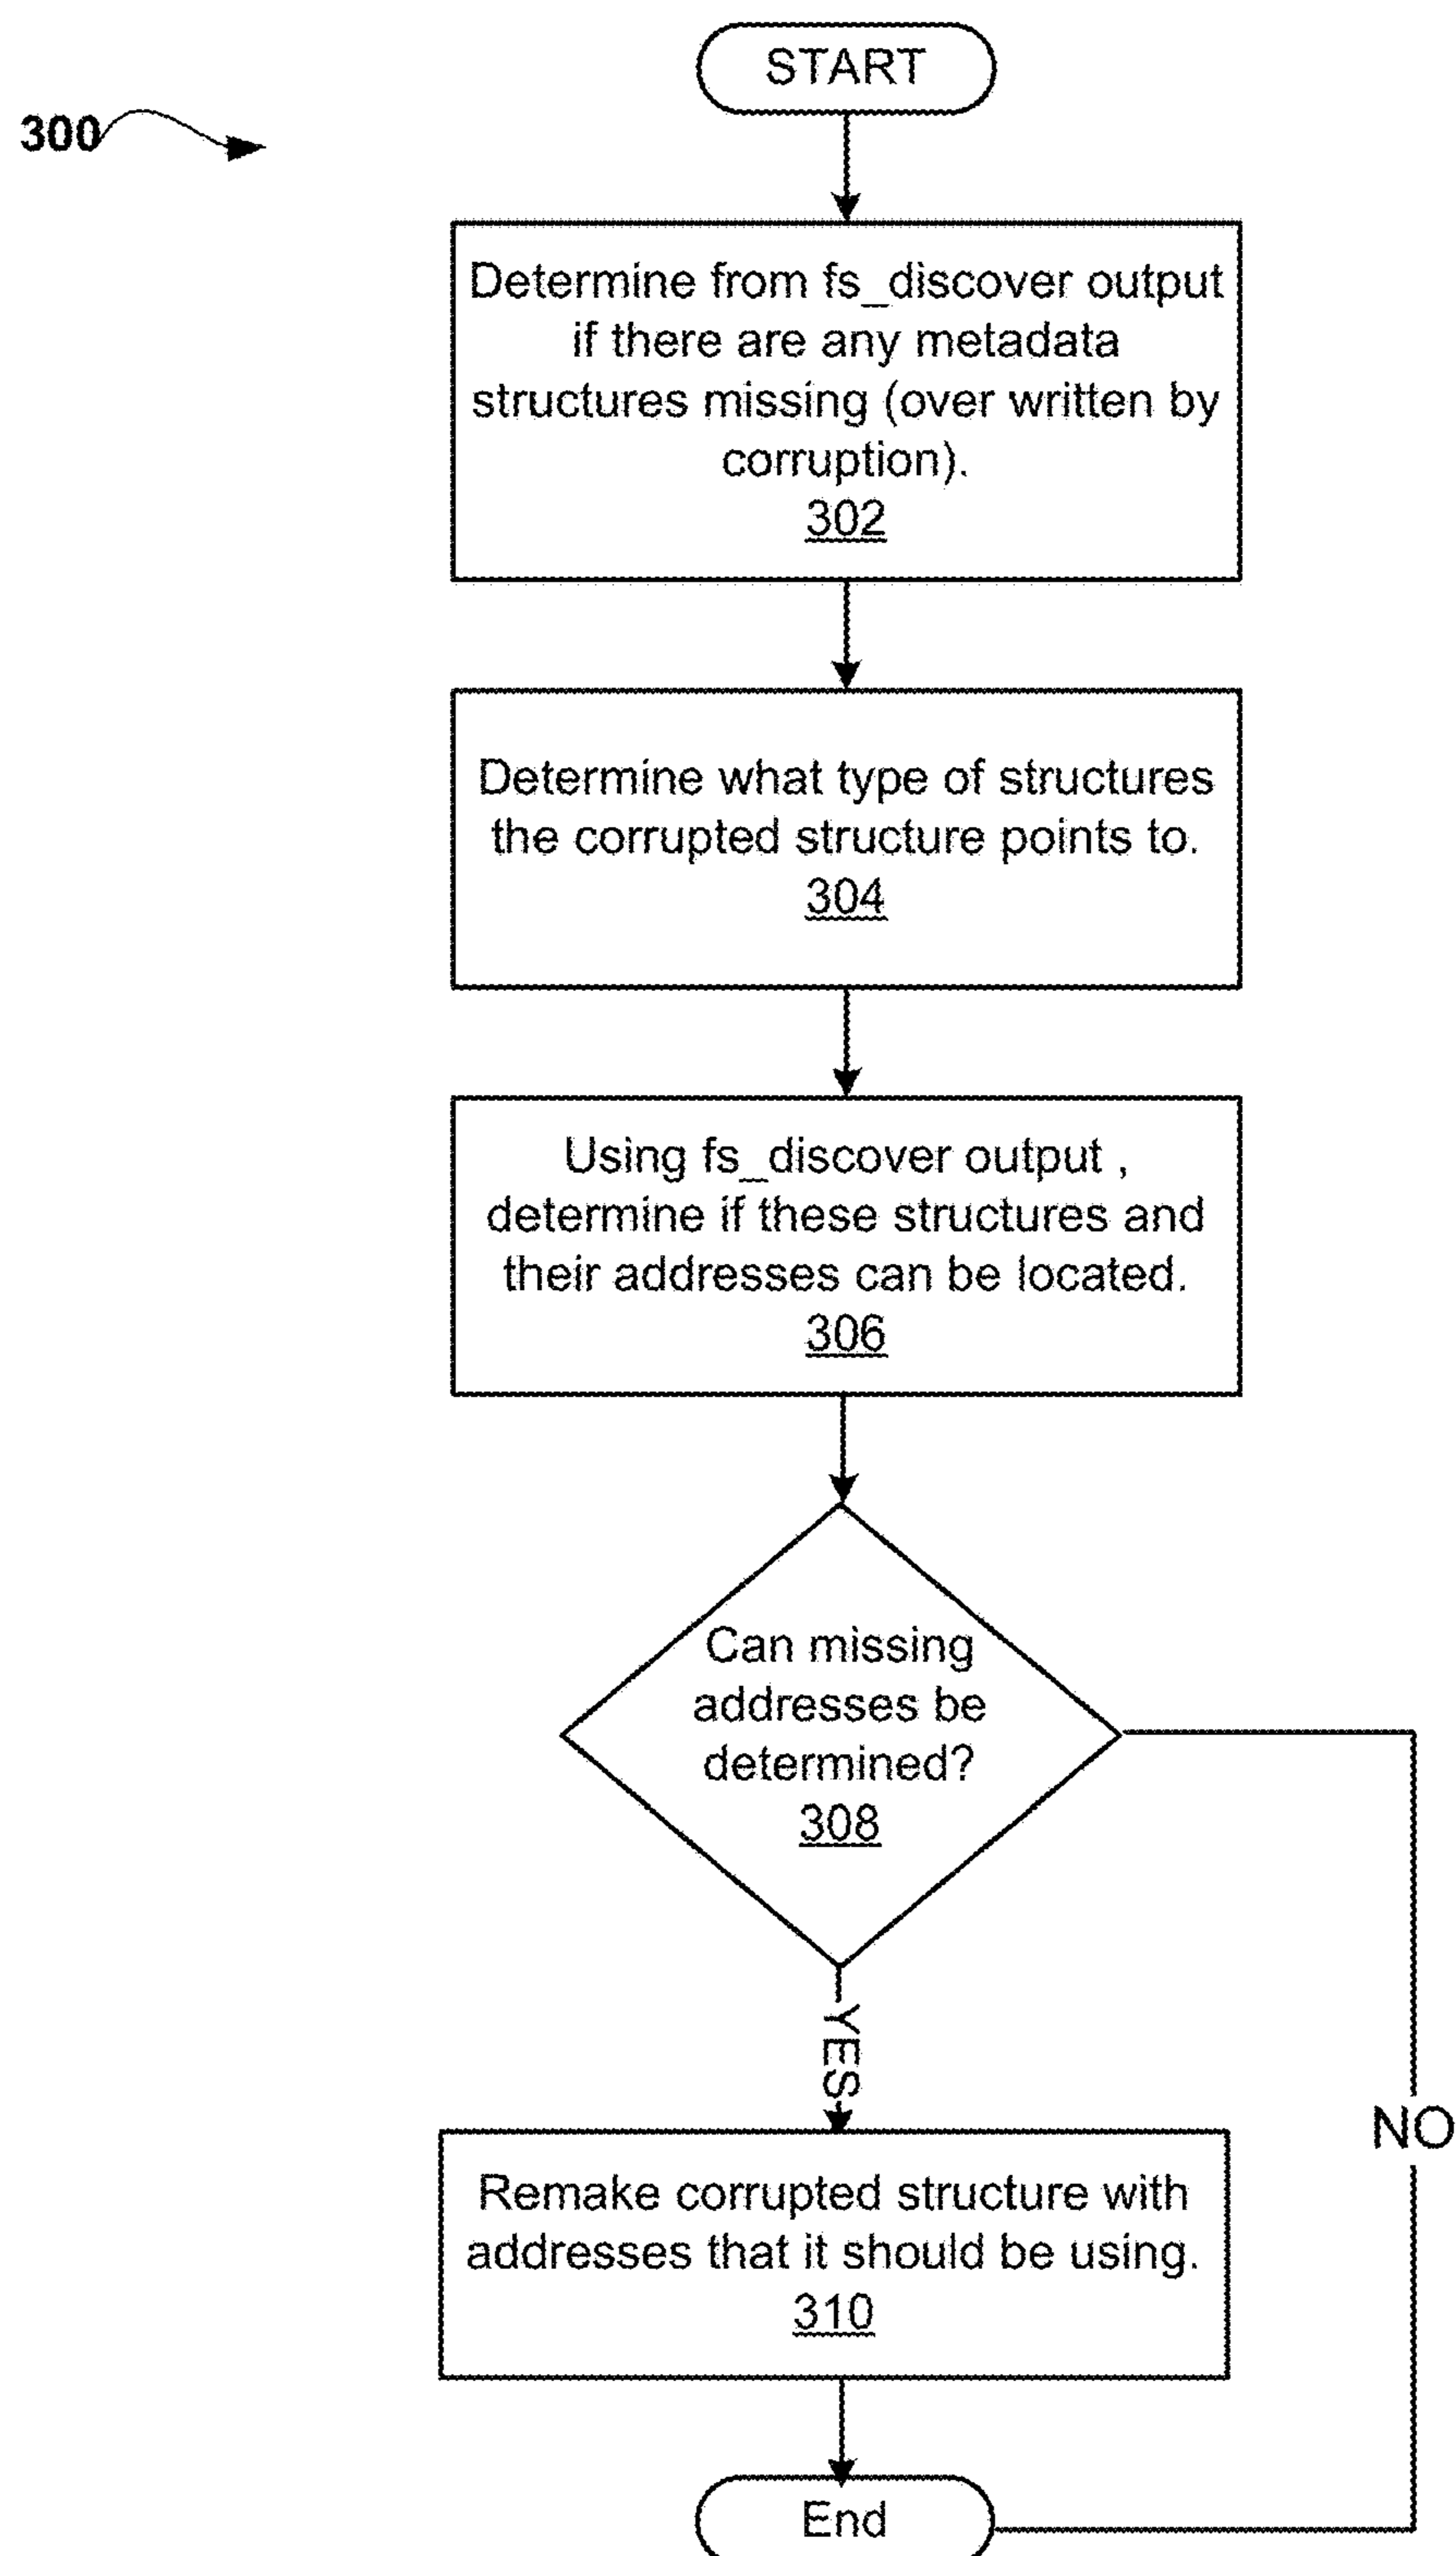 START
300
Determine from fs_discover output
if there are any metadata
structures missing (over written by
corruption).
302
Determine what type of structures
the corrupted structure points to.
304
Using fs_discover output ,
determine if these structures and
their addresses can be located.
306
Can missing
addresses be
determined?
308
YES
NO
Remake corrupted structure with
addresses that it should be using.
310
End